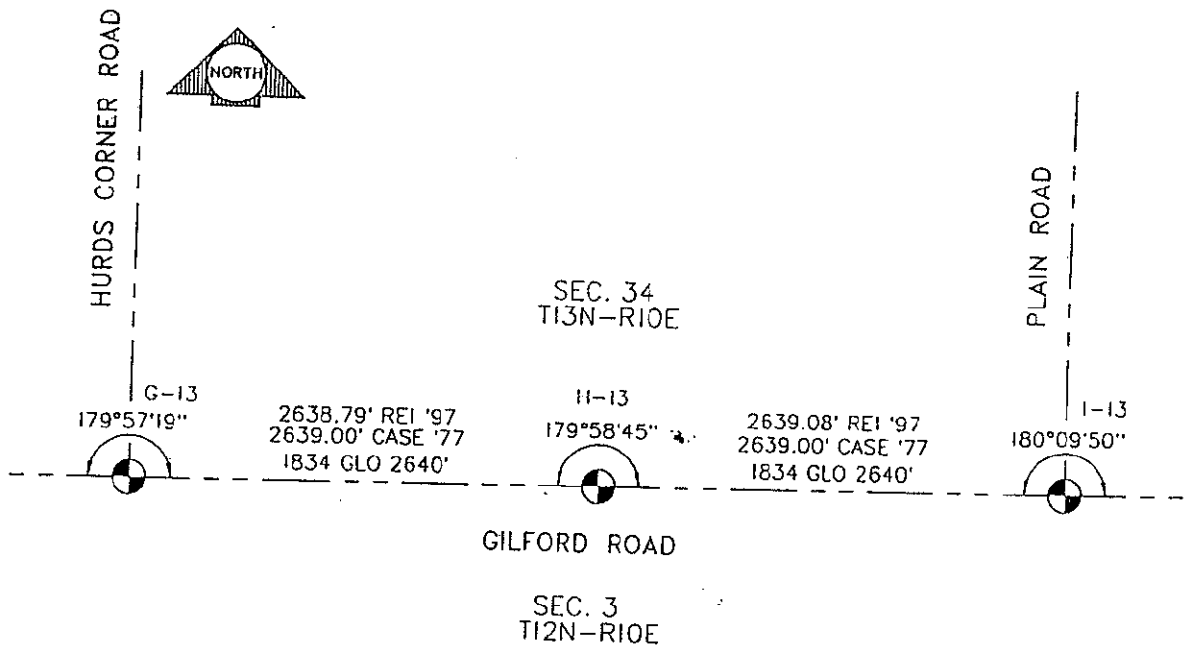 HURDS CORNER ROAD
NORTH
PLAIN ROAD
SEC. 34
T13N-R10E
G-13
179°57'19"
2638.79' REI '97
2639.00' CASE '77
1834 GLO 2640'
H-13
179°58'45"
2639.08' REI '97
2639.00' CASE '77
1834 GLO 2640'
I-13
180°09'50"
GILFORD ROAD
SEC. 3
T12N-R10E